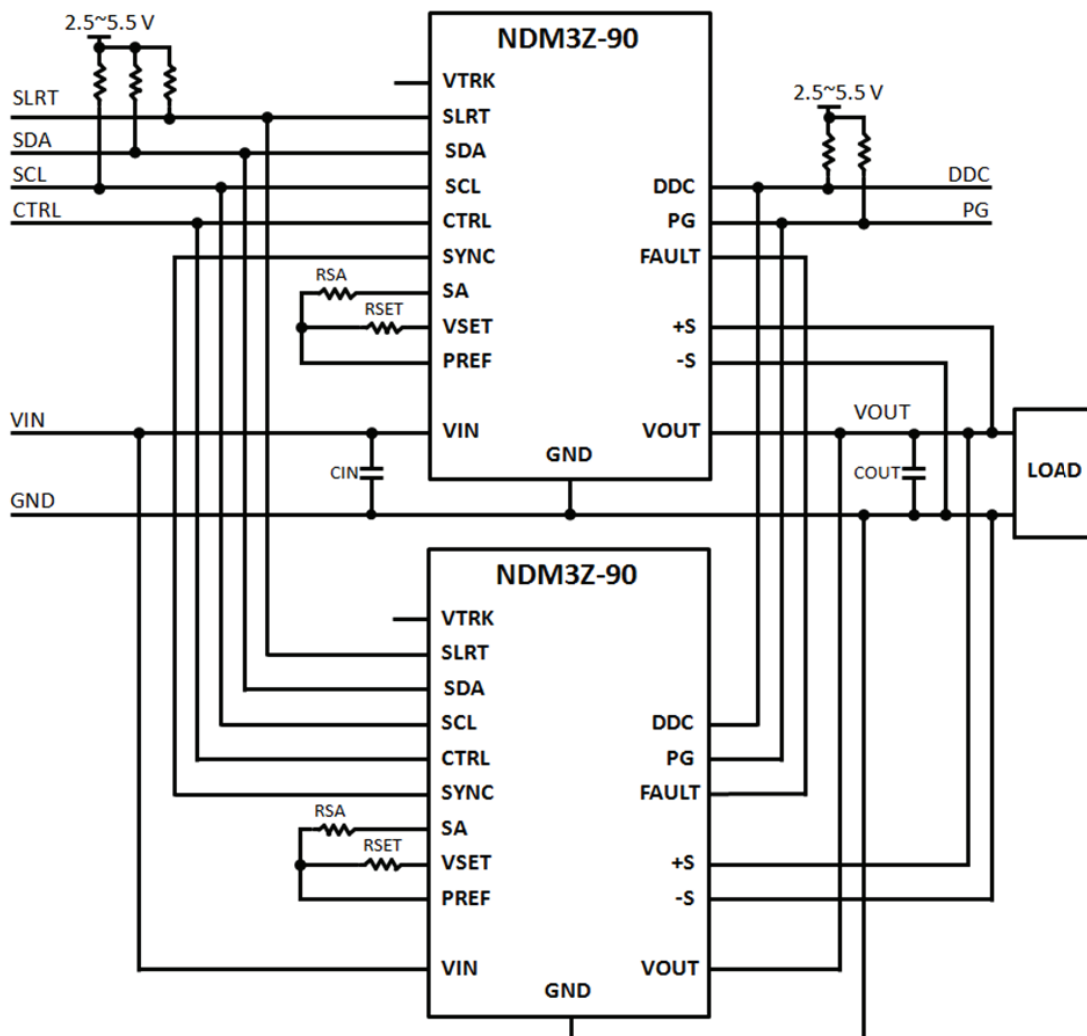 2.5~5.5 V
NDM3Z-90
VTRK
SLRT
SLRT
2.5~5.5 V
SDA
SDA
SCL
SCL
DDC
DDC
CTRL
CTRL
PG
PG
SYNC
FAULT
RSA
SA
RSET
VSET
+S
PREF
-S
VIN
VIN
VOUT
VOUT
GND
CIN
COUT
LOAD
GND
NDM3Z-90
VTRK
SLRT
SDA
SCL
DDC
CTRL
PG
SYNC
FAULT
RSA
SA
RSET
VSET
+S
PREF
-S
VIN
VOUT
GND